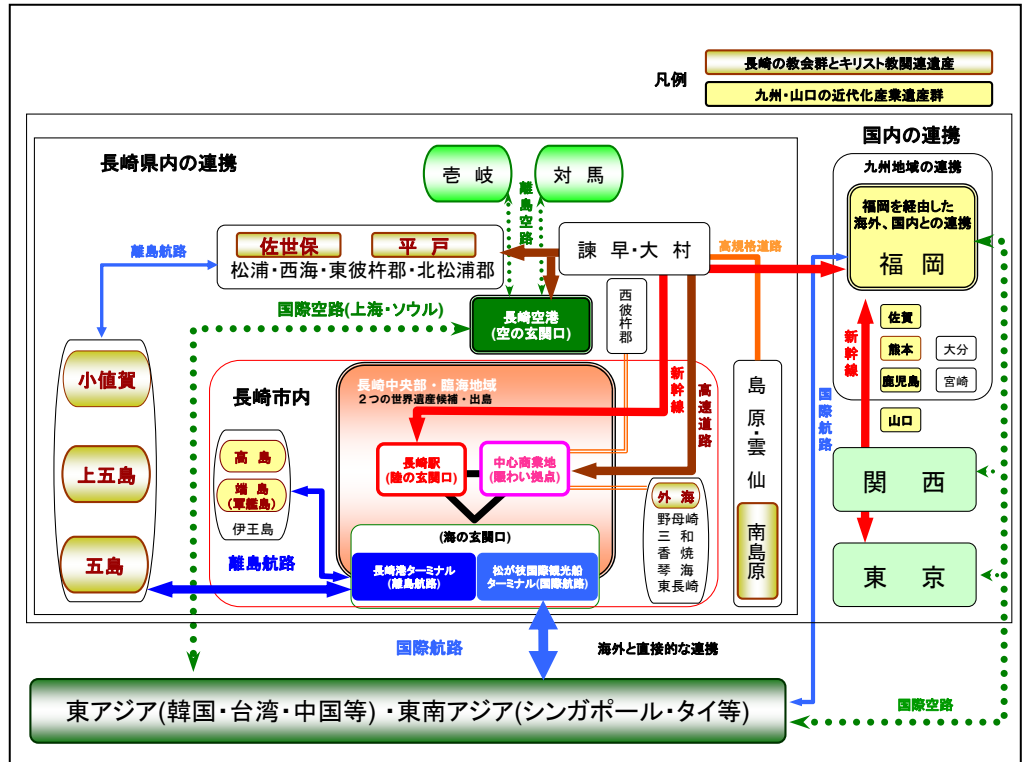 凡例
長崎の教会群とキリスト教関連遺産
九州・山口の近代化産業遺産群
長崎県内の連携
国内の連携
九州地域の連携
壱 岐
対 馬
離島空路
福岡を経由した
海外、国内との連携
福 岡
離島航路
佐世保
平 戸
松浦・西海・東彼杵郡・北松浦郡
諫 早・大 村
高規格道路
国際空路(上海・ソウル)
長崎空港
(空の玄関口)
西彼杵郡
佐賀
熊本
大分
鹿児島
宮崎
山口
新幹線
国際航路
小値賀
上五島
五島
長崎市内
長崎中央部・臨海地域
2つの世界遺産候補・出島
新幹線
高速道路
島 原・雲 仙
南島原
高 島
端 島
(軍艦島)
伊王島
長崎駅
(陸の玄関口)
中心商業地
(賑わい拠点)
外 海
野母崎
三 和
香 焼
琴 海
東長崎
関 西
東 京
離島航路
(海の玄関口)
長崎港ターミナル
(離島航路)
松が枝国際観光船
ターミナル(国際航路)
国際航路
海外と直接的な連携
国際空路
東アジア(韓国・台湾・中国等)・東南アジア(シンガポール・タイ等)